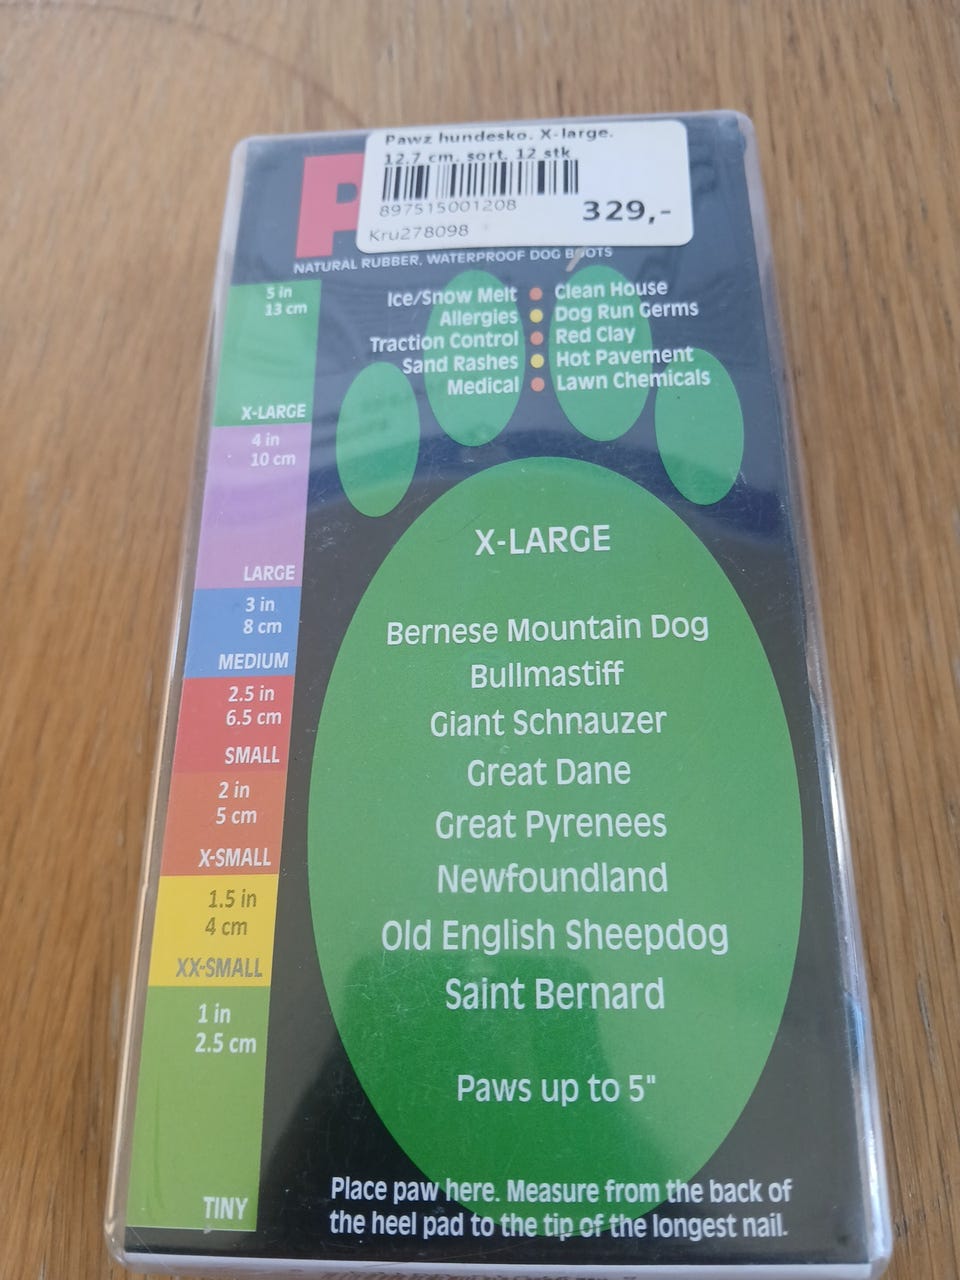 Pawz hundesko. X-large.
12.7 cm. sort. 12 stk
897515001208
329,-
Kru278098
P
NATURAL RUBBER, WATERPROOF DOG BOOTS
Ice/Snow Melt Clean House
Allergies Dog Run Germs
Traction Control Red Clay
Sand Rashes Hot Pavement
Medical Lawn Chemicals
5 in
13 cm
X-LARGE
4 in
10 cm
LARGE
3 in
8 cm
MEDIUM
2.5 in
6.5 cm
SMALL
2 in
5 cm
X-SMALL
1.5 in
4 cm
XX-SMALL
1 in
2.5 cm
TINY
X-LARGE
Bernese Mountain Dog
Bullmastiff
Giant Schnauzer
Great Dane
Great Pyrenees
Newfoundland
Old English Sheepdog
Saint Bernard
Paws up to 5"
Place paw here. Measure from the back of
the heel pad to the tip of the longest nail.